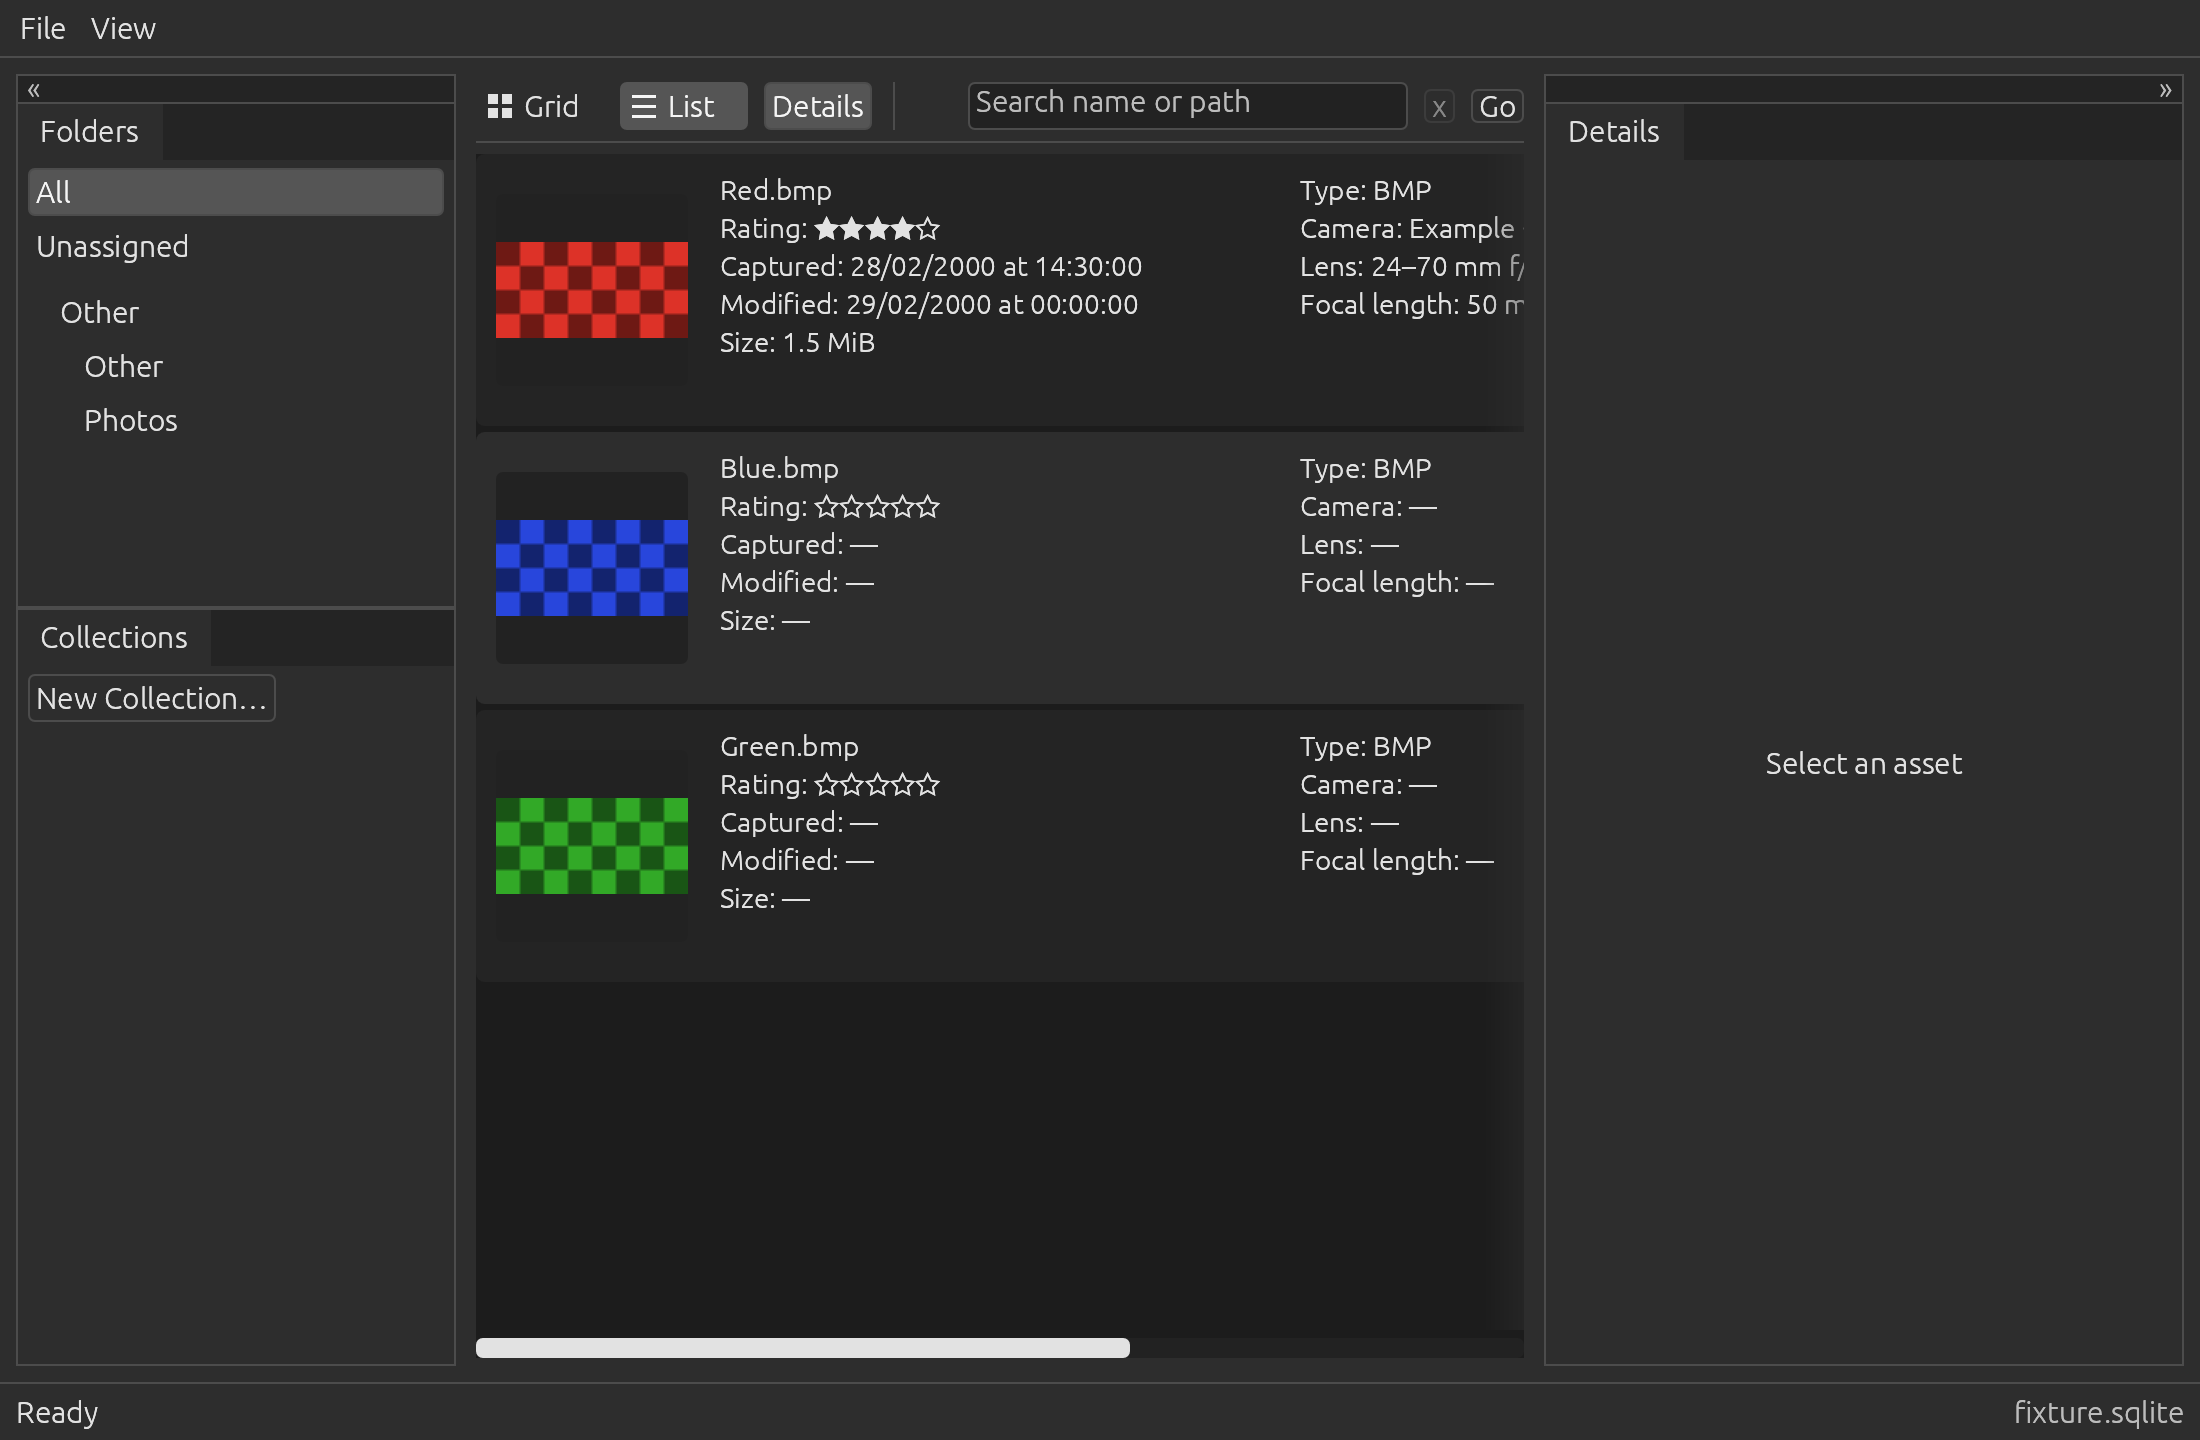 File View
«
Folders
All
Unassigned
Other
Other
Photos
Collections
New Collection...
Grid List Details Search name or path x Go
Red.bmp
Rating: ★★★★☆
Captured: 28/02/2000 at 14:30:00
Modified: 29/02/2000 at 00:00:00
Size: 1.5 MiB
Type: BMP
Camera: Example
Lens: 24–70 mm f/
Focal length: 50 m
Blue.bmp
Rating: ☆☆☆☆☆
Captured: —
Modified: —
Size: —
Type: BMP
Camera: —
Lens: —
Focal length: —
Green.bmp
Rating: ☆☆☆☆☆
Captured: —
Modified: —
Size: —
Type: BMP
Camera: —
Lens: —
Focal length: —
»
Details
Select an asset
Ready
fixture.sqlite